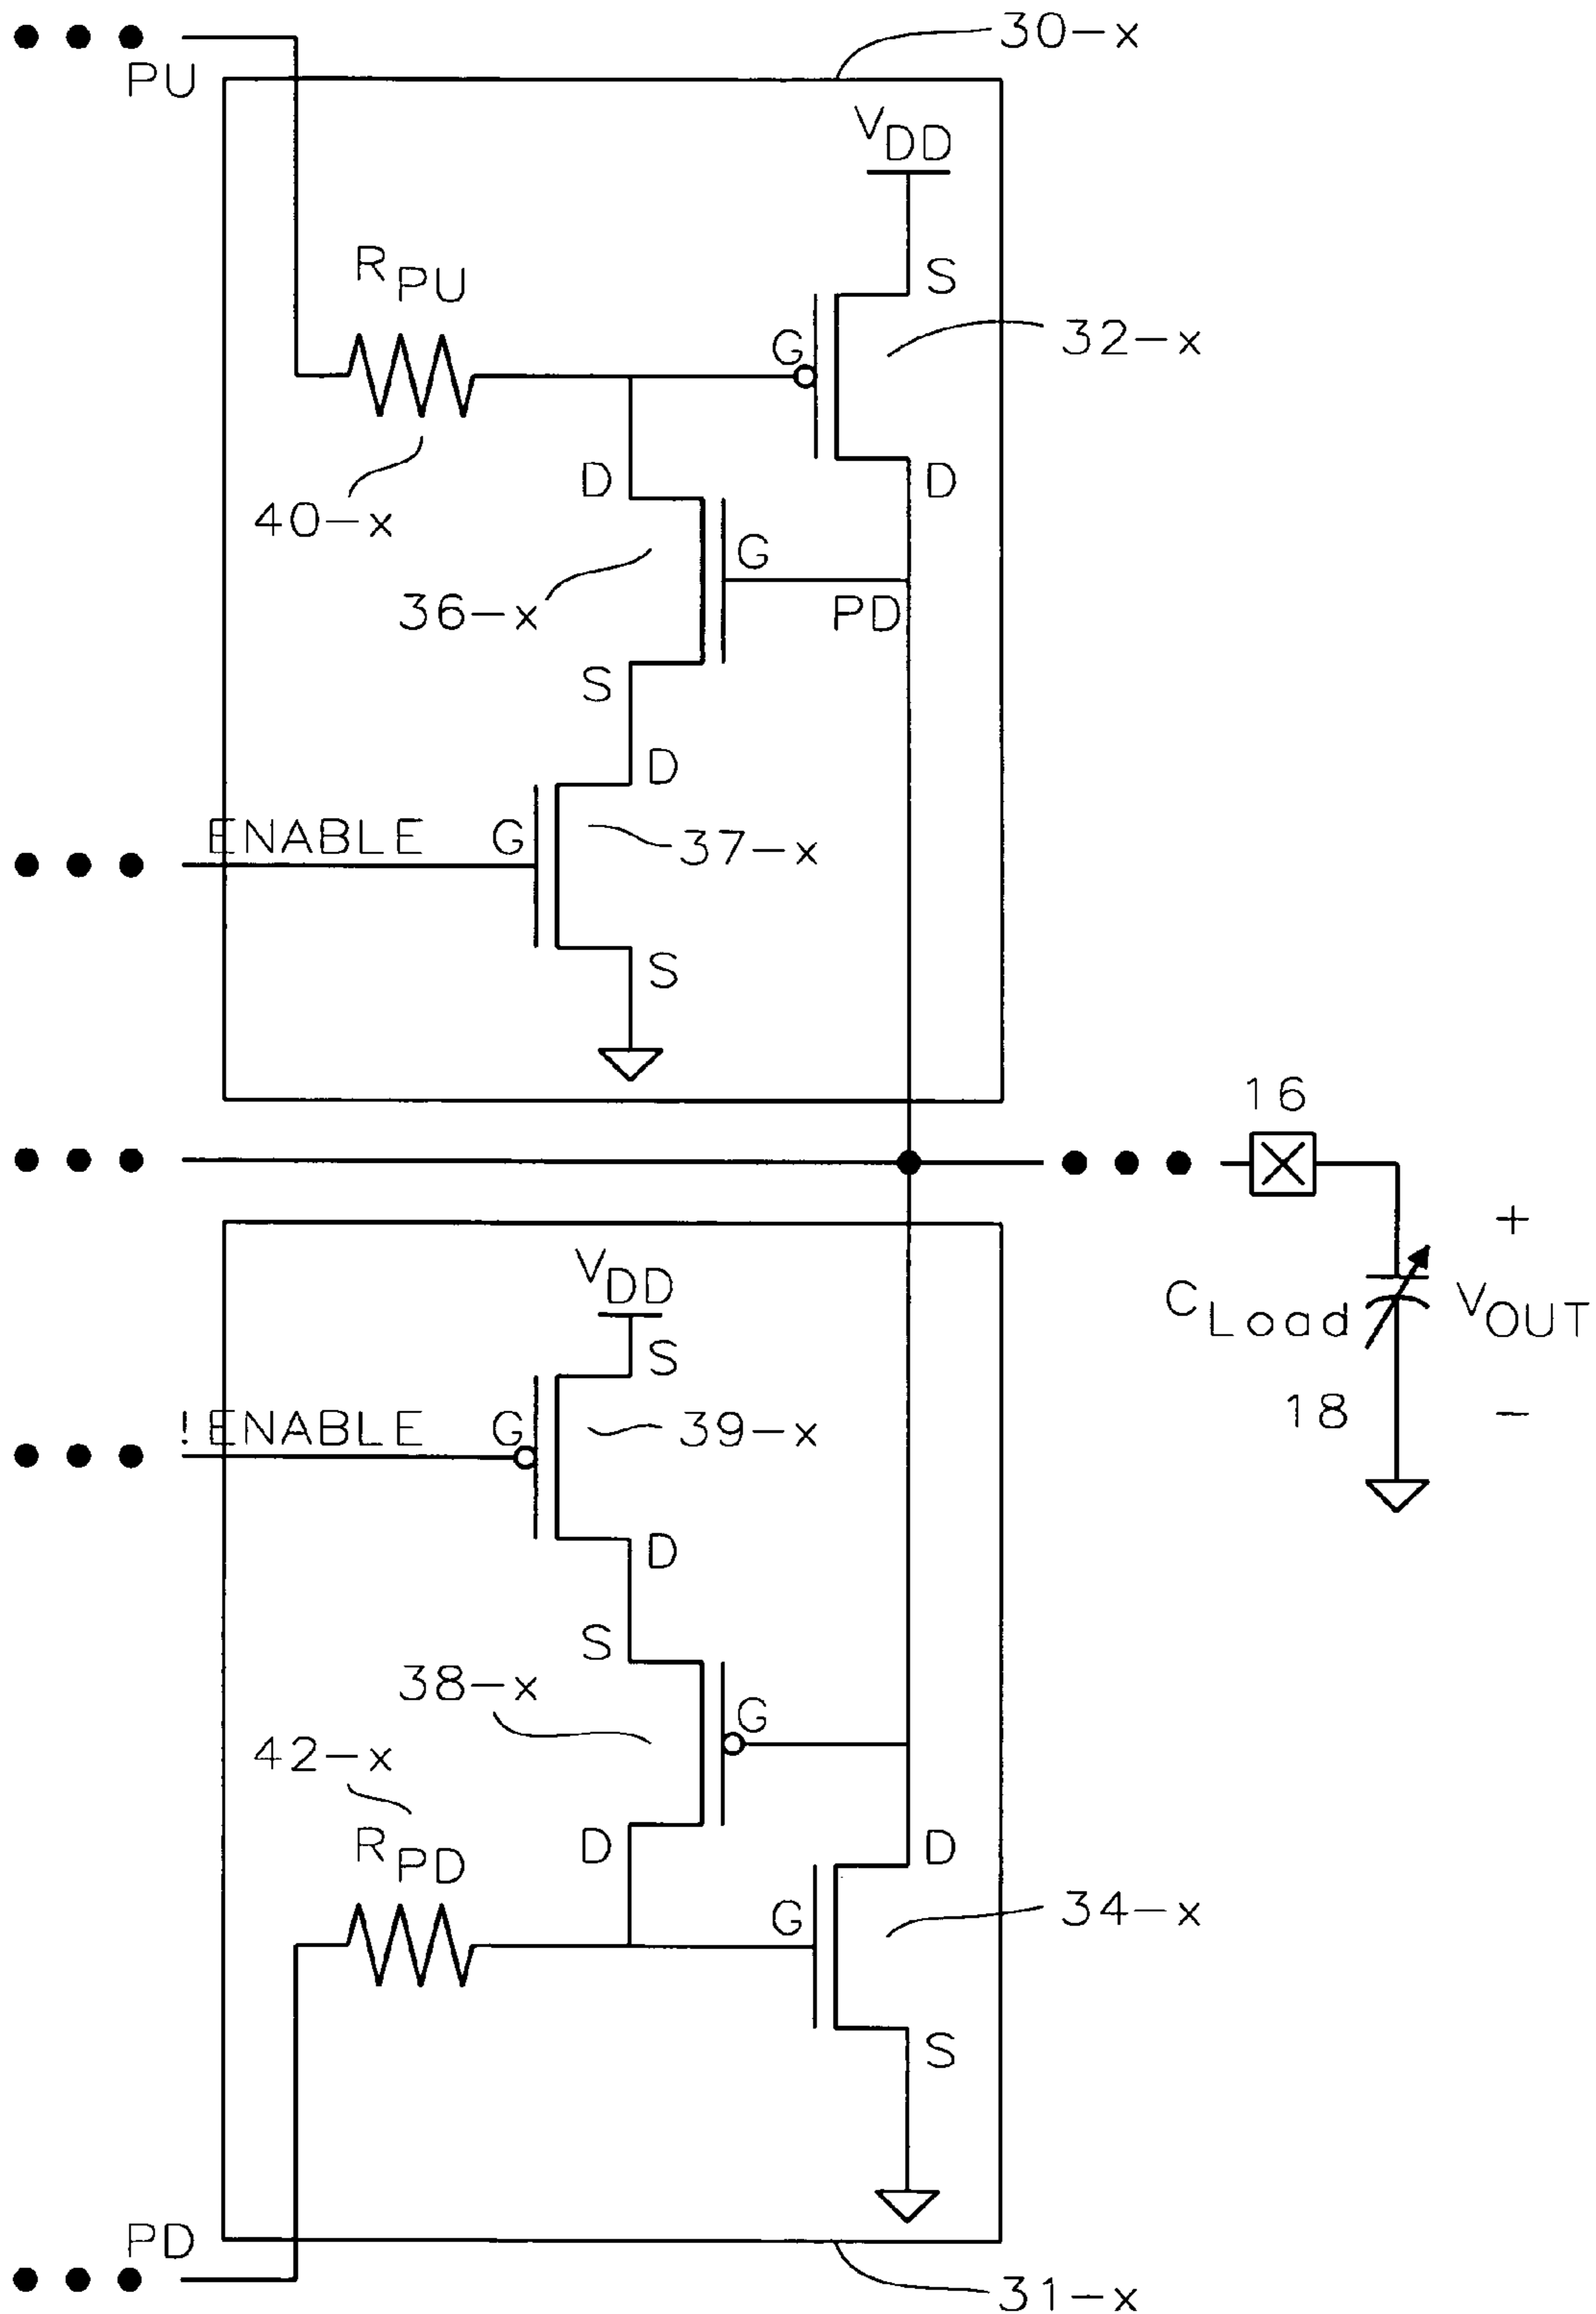 30-x
PU
VDD
S
RPU
G
32-x
D
D
40-x
G
36-x
PD
S
D
ENABLE
G
37-x
S
16
VDD
+
S
CLoad
VOUT
!ENABLE
G
39-x
18
-
D
S
38-x
G
42-x
RPD
D
D
G
34-x
S
PD
31-x